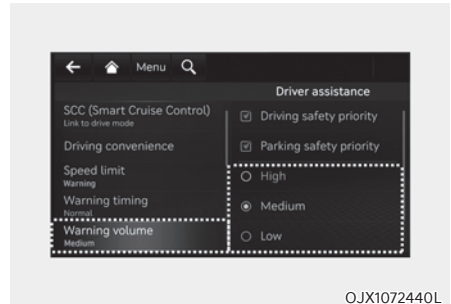 Menu
Driver assistance
SCC (Smart Cruise Control)
Link to drive mode
Driving convenience
Speed limit
Warning
Warning timing
Normal
Warning volume
Medium
Driving safety priority
Parking safety priority
High
Medium
Low
OJX1072440L